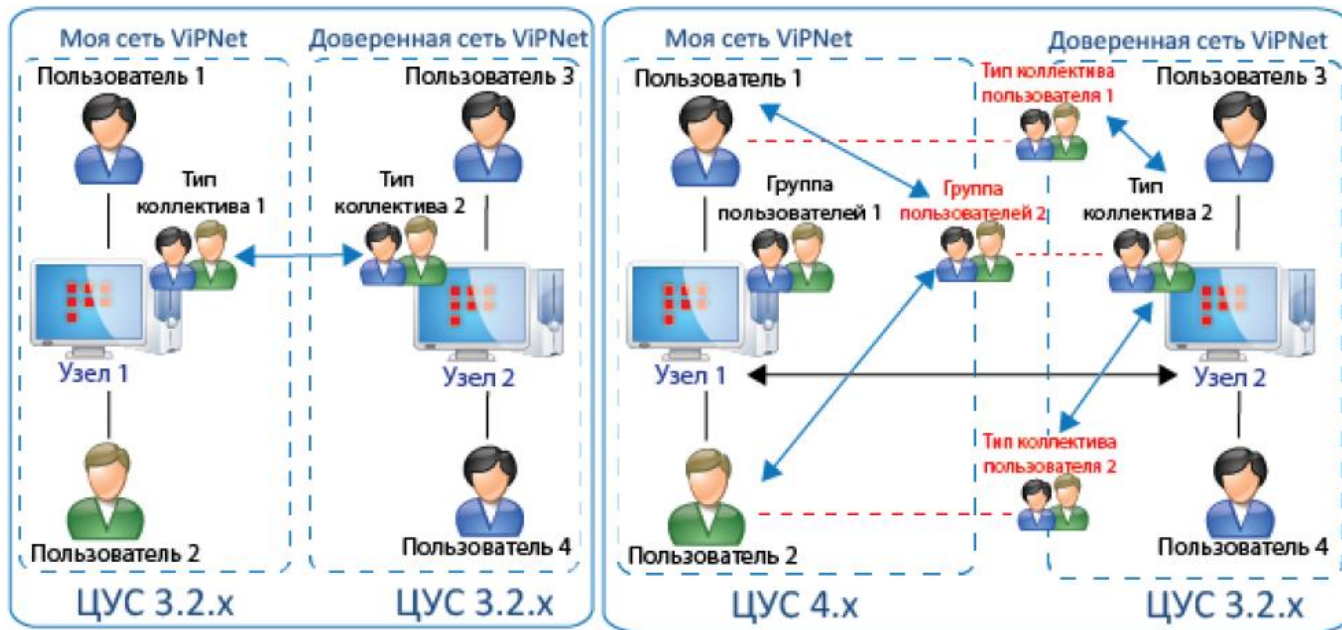 Моя сеть ViPNet
Доверенная сеть ViPNet
Пользователь 1
Пользователь 3
Тип
коллектива 1
Тип
коллектива 2
Узел 1
Узел 2
Пользователь 2
Пользователь 4
ЦУС 3.2.x
ЦУС 3.2.x
Моя сеть ViPNet
Доверенная сеть ViPNet
Пользователь 1
Тип коллектива
пользователя 1
Пользователь 3
Группа
пользователей 1
Группа
пользователей 2
Тип
коллектива 2
Узел 1
Узел 2
Тип коллектива
пользователя 2
Пользователь 2
Пользователь 4
ЦУС 4.x
ЦУС 3.2.x